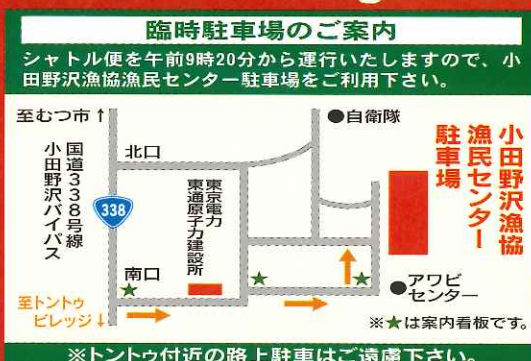 臨時駐車場のご案内
シャトル便を午前9時20分から運行いたしますので、小
田野沢漁協漁民センター駐車場をご利用下さい。
至むつ市↑
国道338号線
小田野沢バイパス
北口
338
東京電力
東通原子力建設所
南口
至トントゥ
ビレッジ↓
●自衛隊
小田野沢漁協
漁民センター
駐車場
●アワビ
センター
※★は案内看板です。
※トントゥ付近の路上駐車はご遠慮下さい。